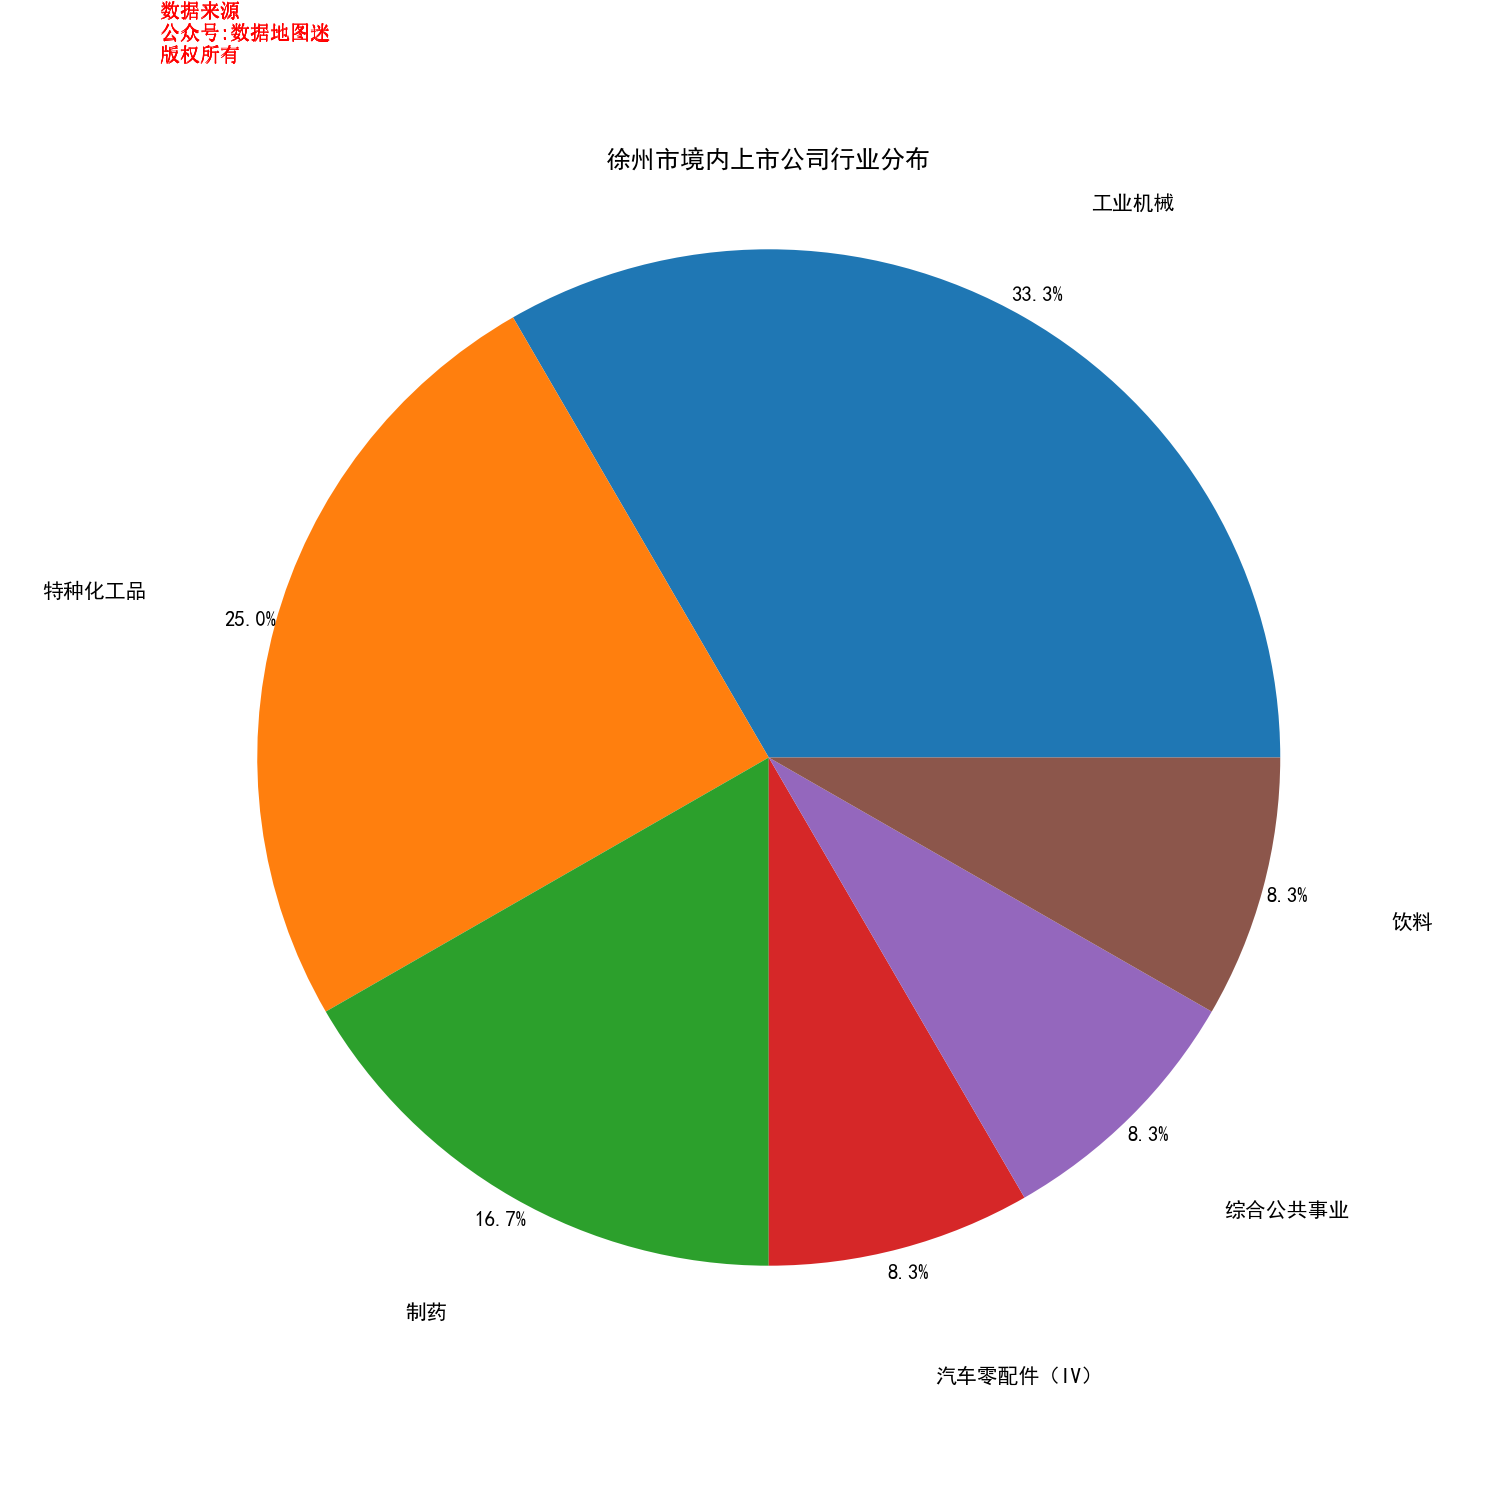 数据来源
公众号:数据地图迷
版权所有
徐州市境内上市公司行业分布
工业机械
33.3%
特种化工品
25.0%
8.3%
饮料
8.3%
综合公共事业
16.7%
制药
8.3%
汽车零配件（IV）